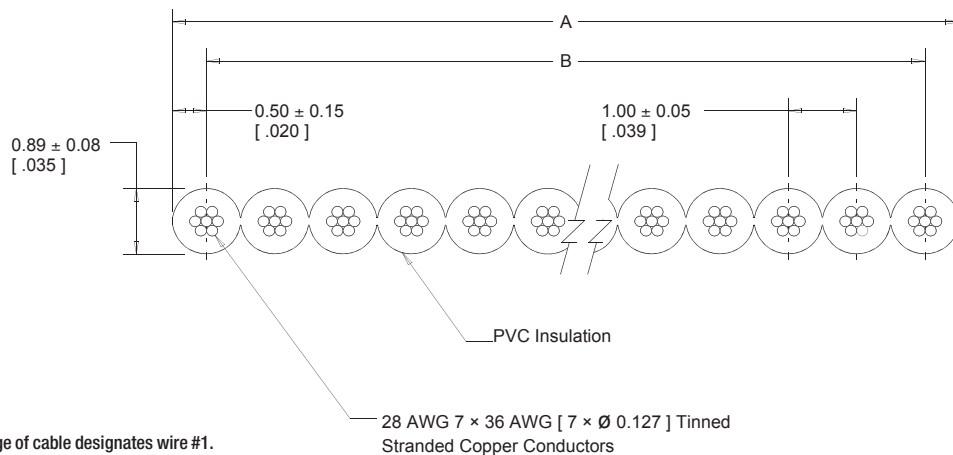 A
B
0.50 ± 0.15
[ .020 ]
1.00 ± 0.05
[ .039 ]
0.89 ± 0.08
[ .035 ]
PVC Insulation
28 AWG 7 × 36 AWG [ 7 × Ø 0.127 ] Tinned
Stranded Copper Conductors
ge of cable designates wire #1.